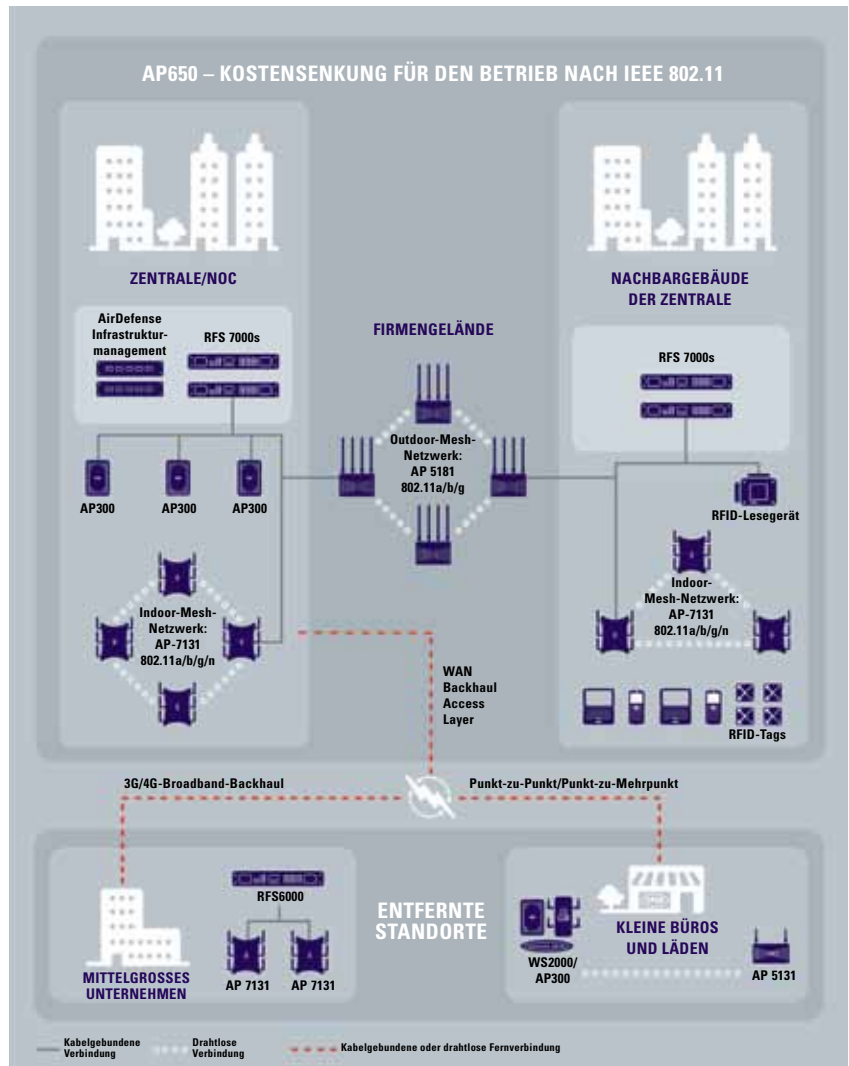 AP650 – KOSTENSENKUNG FÜR DEN BETRIEB NACH IEEE 802.11
ZENTRALE/NOC
AirDefense
Infrastruktur-
management
RFS 7000s
AP300
AP300
AP300
Indoor-Mesh-
Netzwerk:
AP-7131
802.11a/b/g/n
FIRMENGELÄNDE
Outdoor-Mesh-
Netzwerk:
AP 5181
802.11a/b/g
NACHBARGEBÄUDE
DER ZENTRALE
RFS 7000s
RFID-Lesegerät
Indoor-
Mesh-Netzwerk:
AP-7131
802.11a/b/g/n
RFID-Tags
WAN
Backhaul
Access
Layer
3G/4G-Broadband-Backhaul
Punkt-zu-Punkt/Punkt-zu-Mehrpunkt
MITTELGROSSES
UNTERNEHMEN
RFS6000
AP 7131
AP 7131
ENTFERNTE
STANDORTE
WS2000/
AP300
KLEINE BÜROS
UND LÄDEN
AP 5131
Kabelgebundene
Verbindung
Drahtlose
Verbindung
Kabelgebundene oder drahtlose Fernverbindung